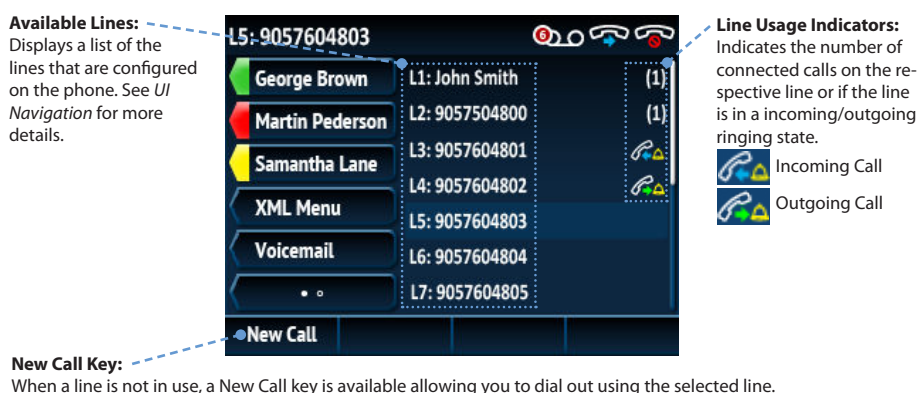 Available Lines:
Displays a list of the
lines that are configured
on the phone. See UI
Navigation for more
details.
L5: 9057604803
6
George Brown
Martin Pederson
Samantha Lane
XML Menu
Voicemail
L1: John Smith (1)
L2: 9057504800 (1)
L3: 9057604801
L4: 9057604802
L5: 9057604803
L6: 9057604804
L7: 9057604805
New Call
Line Usage Indicators:
Indicates the number of
connected calls on the re-
spective line or if the line
is in a incoming/outgoing
ringing state.
Incoming Call
Outgoing Call
New Call Key:
When a line is not in use, a New Call key is available allowing you to dial out using the selected line.